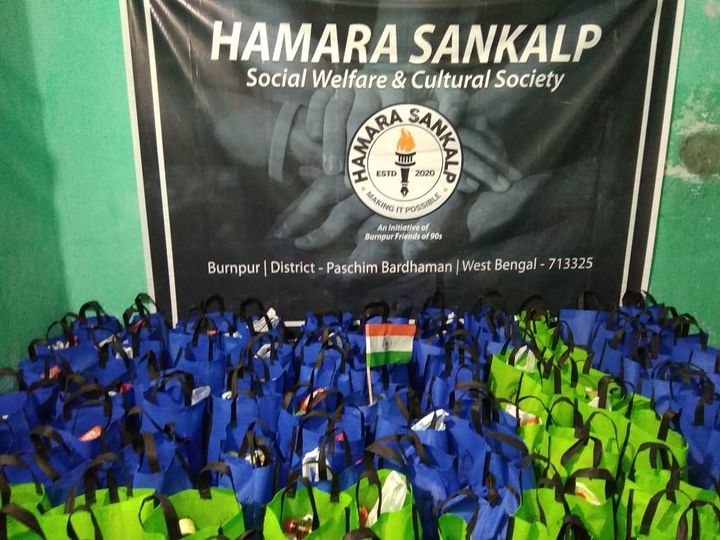 HAMARA SANKALP
Social Welfare & Cultural Society
HAMARA SANKALP
ESTD 2020
MAKING IT POSSIBLE
An Initiative of
Burnpur Friends of 90s
Burnpur | District - Paschim Bardhaman | West Bengal - 713325